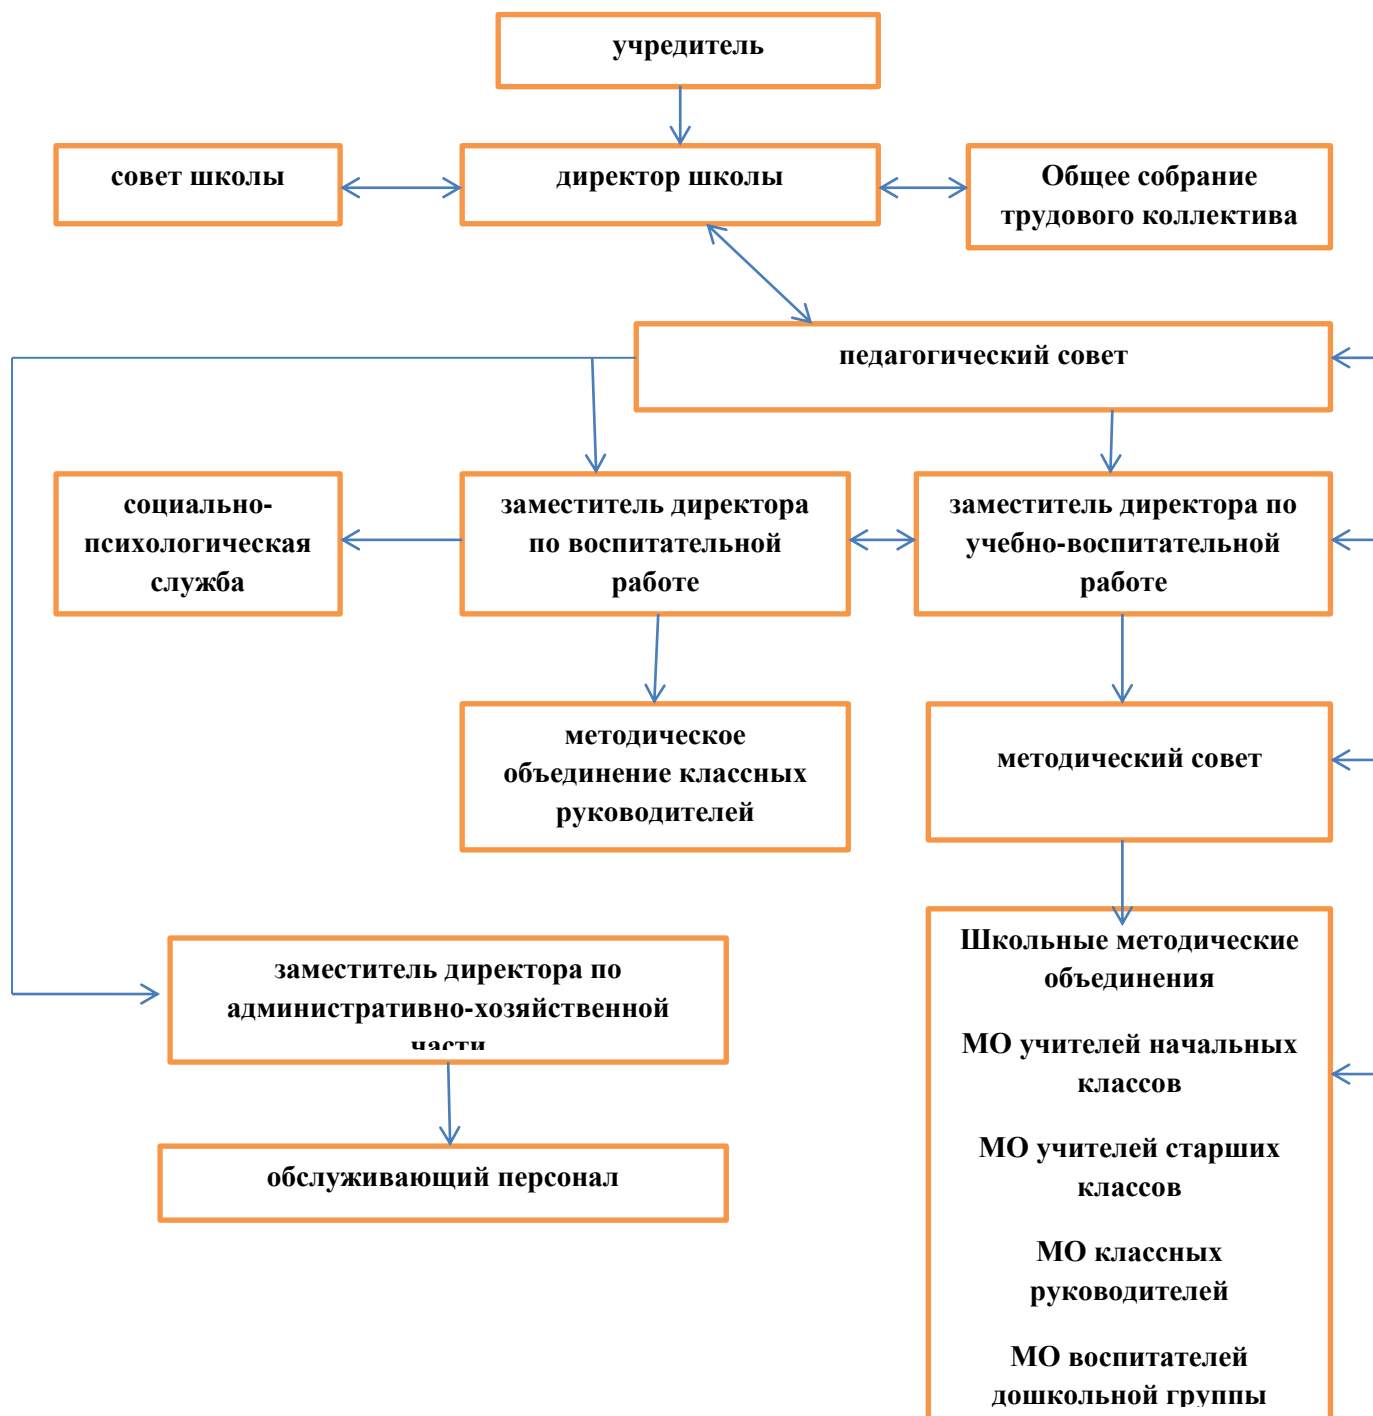 учредитель
совет школы
директор школы
Общее собрание
трудового коллектива
педагогический совет
социально-
психологическая
служба
заместитель директора
по воспитательной
работе
заместитель директора по
учебно-воспитательной
работе
методическое
объединение классных
руководителей
методический совет
заместитель директора по
административно-хозяйственной
части
обслуживающий персонал
Школьные методические
объединения
МО учителей начальных
классов
МО учителей старших
классов
МО классных
руководителей
МО воспитателей
дошкольной группы